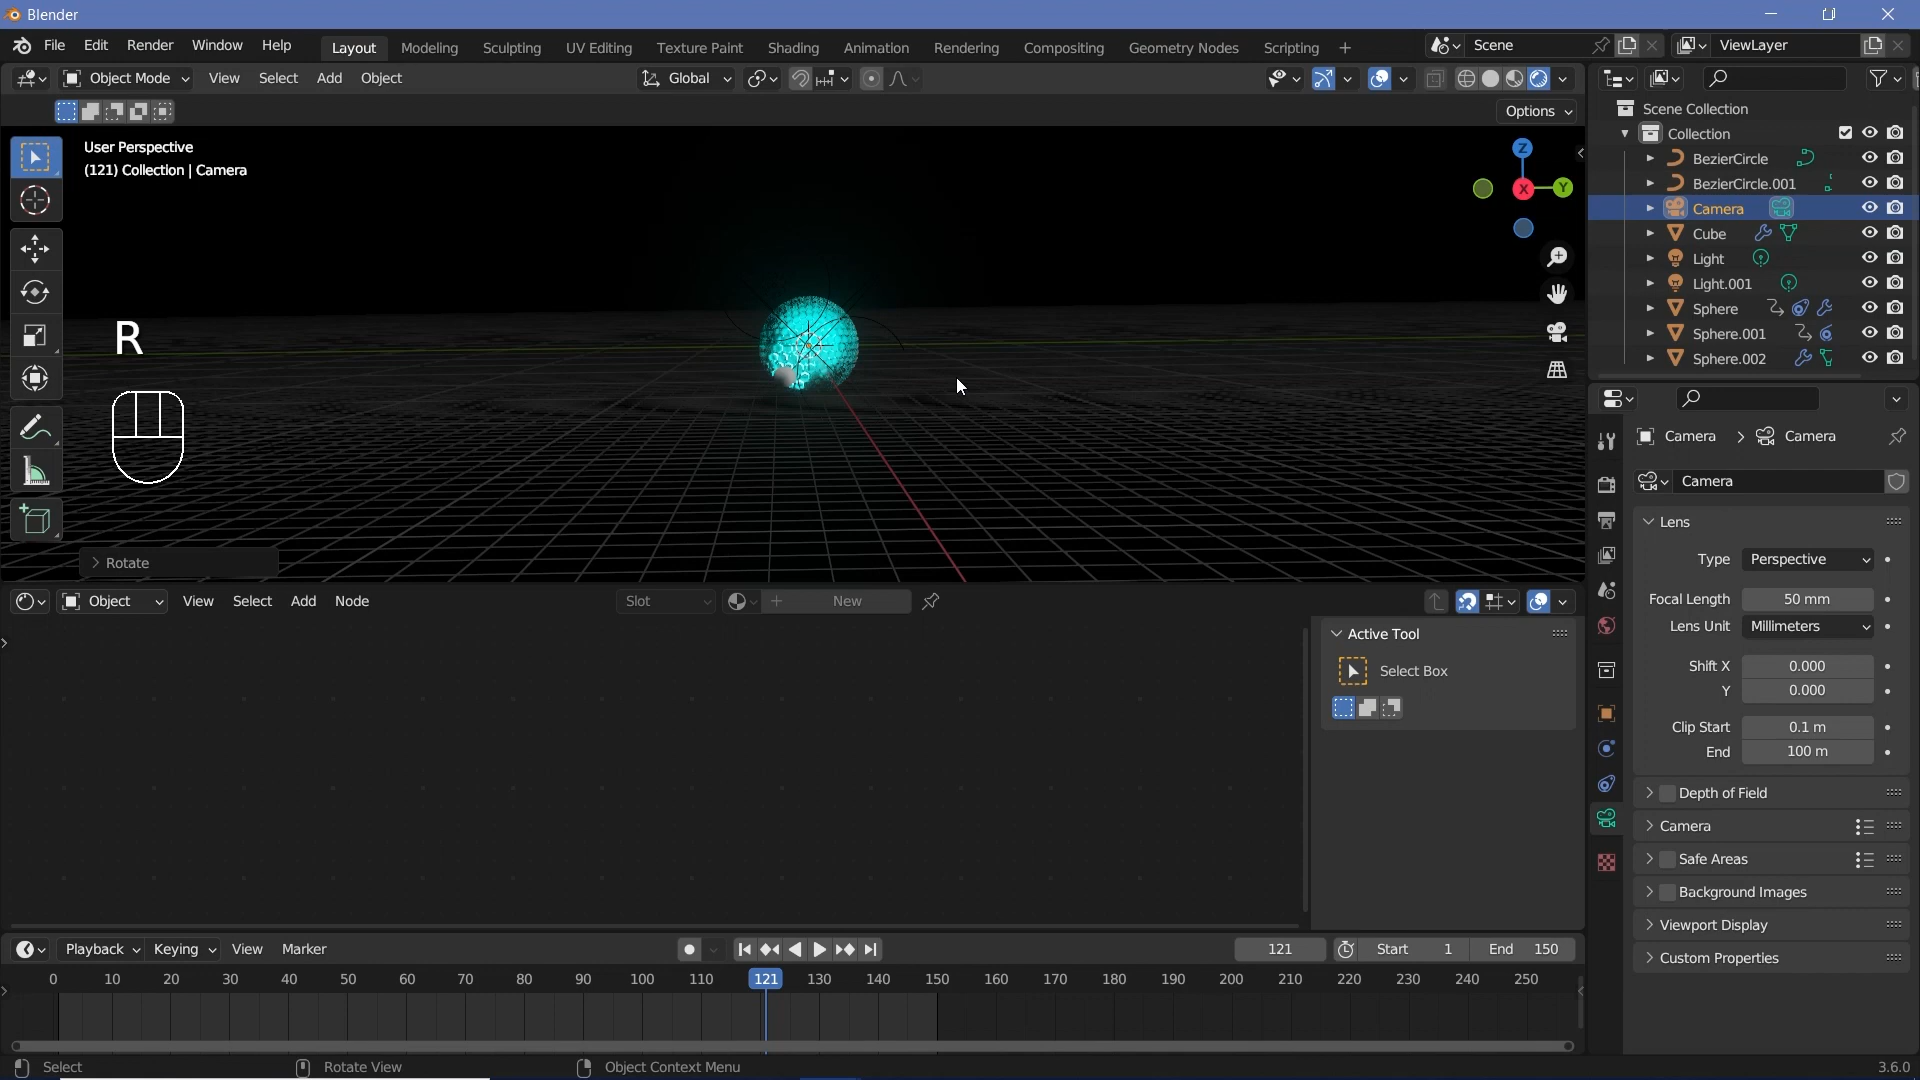 Blender
File Edit Render Window Help Layout Modeling Sculpting UV Editing Texture Paint Shading Animation Rendering Compositing Geometry Nodes Scripting + Scene ViewLayer
Object Mode View Select Add Object Global
Options
User Perspective
(121) Collection | Camera
Z
X
Y
R
Rotate
Scene Collection
Collection
BezierCircle
BezierCircle.001
Camera
Cube
Light
Light.001
Sphere
Sphere.001
Sphere.002
Camera > Camera
Camera
Lens
Type Perspective
Focal Length 50 mm
Lens Unit Millimeters
Shift X 0.000
Y 0.000
Clip Start 0.1 m
End 100 m
Depth of Field
Camera
Safe Areas
Background Images
Viewport Display
Custom Properties
Object View Select Add Node Slot New
Active Tool
Select Box
Playback Keying View Marker 121 Start 1 End 150
0 10 20 30 40 50 60 70 80 90 100 110 121 130 140 150 160 170 180 190 200 210 220 230 240 250
Select Rotate View Object Context Menu 3.6.0